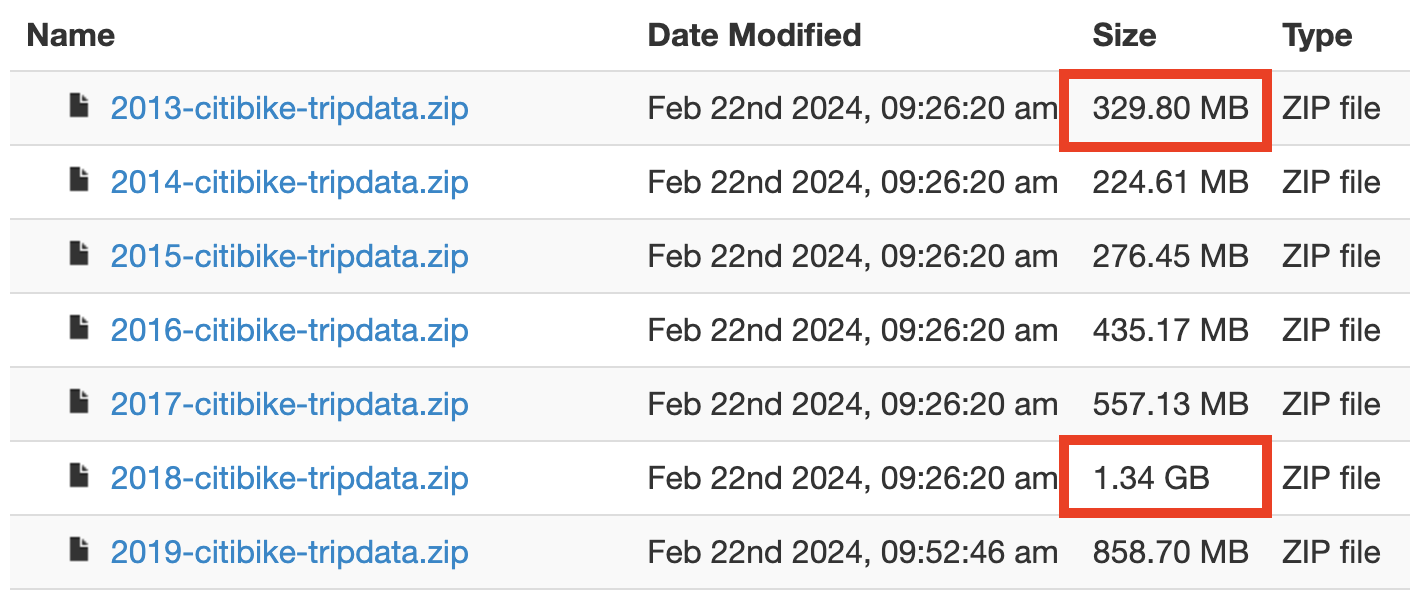 Name Date Modified Size Type
2013-citibike-tripdata.zip Feb 22nd 2024, 09:26:20 am 329.80 MB ZIP file
2014-citibike-tripdata.zip Feb 22nd 2024, 09:26:20 am 224.61 MB ZIP file
2015-citibike-tripdata.zip Feb 22nd 2024, 09:26:20 am 276.45 MB ZIP file
2016-citibike-tripdata.zip Feb 22nd 2024, 09:26:20 am 435.17 MB ZIP file
2017-citibike-tripdata.zip Feb 22nd 2024, 09:26:20 am 557.13 MB ZIP file
2018-citibike-tripdata.zip Feb 22nd 2024, 09:26:20 am 1.34 GB ZIP file
2019-citibike-tripdata.zip Feb 22nd 2024, 09:52:46 am 858.70 MB ZIP file